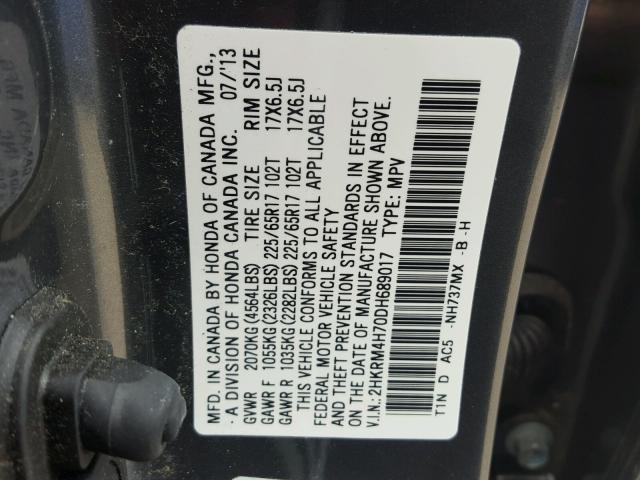 MFD. IN CANADA BY HONDA OF CANADA MFG.,
A DIVISION OF HONDA CANADA INC. 07/'13
GVWR 2070KG(4564LBS) TIRE SIZE RIM SIZE
GAWR F 1055KG(2326LBS) 225/65R17 102T 17X6.5J
GAWR R 1035KG(2282LBS) 225/65R17 102T 17X6.5J
THIS VEHICLE CONFORMS TO ALL APPLICABLE
FEDERAL MOTOR VEHICLE SAFETY
AND THEFT PREVENTION STANDARDS IN EFFECT
ON THE DATE OF MANUFACTURE SHOWN ABOVE.
V.I.N.:2HKRM4H70DH689017 TYPE: MPV
T1N D AC5 -NH737MX -B-H